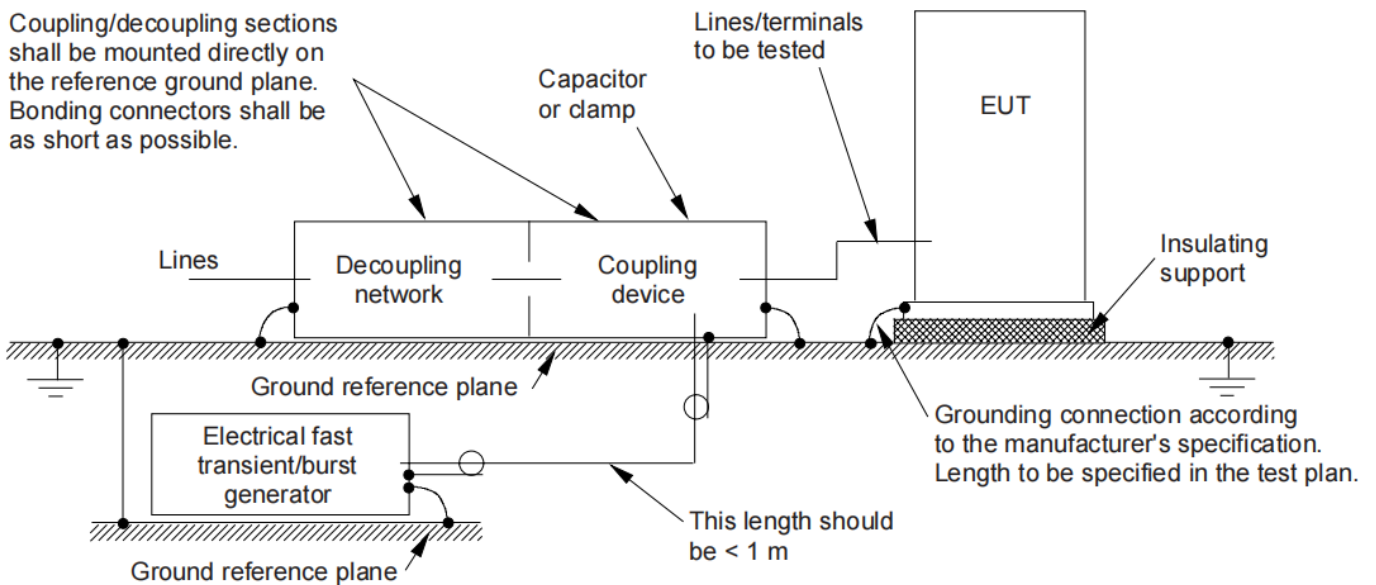 Coupling/decoupling sections
shall be mounted directly on
the reference ground plane.
Bonding connectors shall be
as short as possible.
Capacitor
or clamp
Lines/terminals
to be tested
EUT
Lines
Decoupling
network
Coupling
device
Insulating
support
Ground reference plane
Electrical fast
transient/burst
generator
Grounding connection according
to the manufacturer's specification.
Length to be specified in the test plan.
This length should
be < 1 m
Ground reference plane